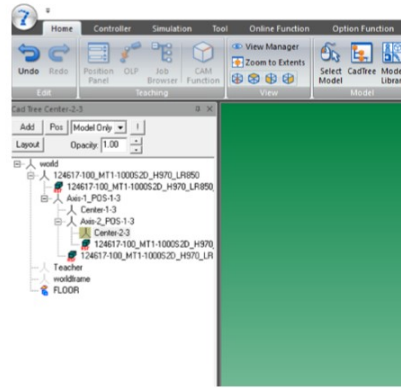 Home Controller Simulation Tool Online Function Option Function
Undo Redo Position Panel OLP Job Browser CAM Function View Manager Zoom to Extents Select Model CadTree
Edit Teaching View Model
Cad Tree Center-2-3
Add Pos Model Only !
Layout Opacity 1.00
world
124617-100_MT1-1000S2D_H970_LR850
124617-100_MT1-1000S2D_H970_LR850_
Axis-1_POS-1-3
Center-1-3
Axis-2_POS-1-3
Center-2-3
124617-100_MT1-1000S2D_H970_
124617-100_MT1-1000S2D_H970_LR
Teacher
worldframe
FLOOR